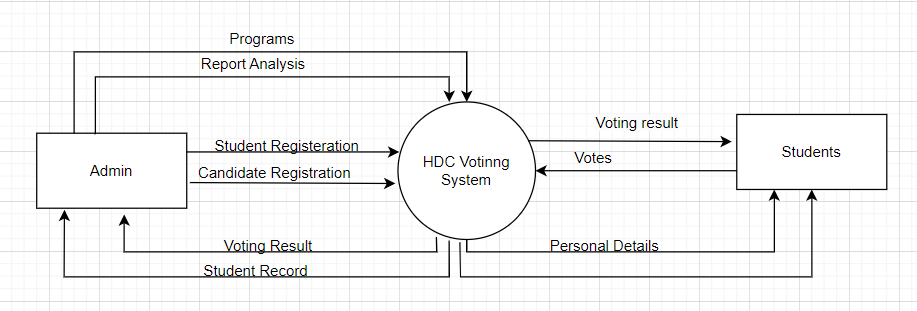 Programs
Report Analysis
Student Registeration
Candidate Registration
Admin
HDC Votinng
System
Voting result
Votes
Students
Voting Result
Student Record
Personal Details